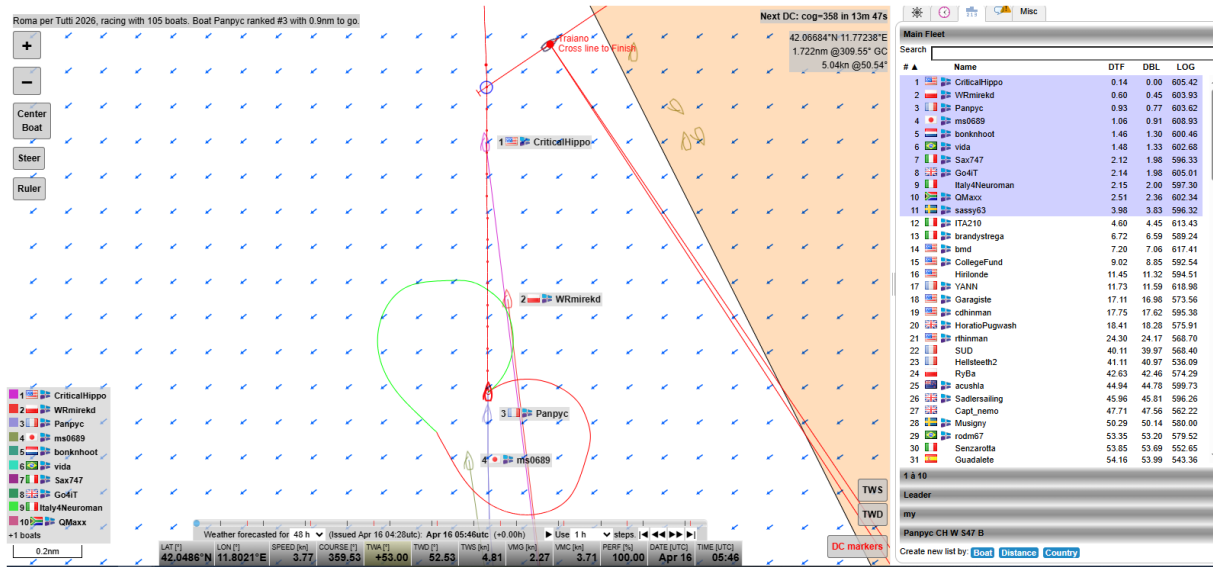 Roma per Tutti 2026, racing with 105 boats. Boat Panpyc ranked #3 with 0.9nm to go.
+
−
Center
Boat
Steer
Ruler
Next DC: cog=358 in 13m 47s
42.06684°N 11.77238°E
1.722nm @309.55° GC
5.04kn @50.54°
Traiano
Cross line to Finish
1 CriticalHippo
2 WRmirekd
3 Panpyc
4 ms0689
1 CriticalHippo
2 WRmirekd
3 Panpyc
4 ms0689
5 bonknhoot
6 vida
7 Sax747
8 Go4iT
9 Italy4Neuroman
10 QMaxx
+1 boats
0.2nm
TWS
TWD
DC markers
Weather forecasted for 48 h (Issued Apr 16 04:28utc): Apr 16 05:46utc (+0.00h) Use 1 h steps.
LAT [°] LON [°] SPEED [kn] COURSE [°] TWA [°] TWD [°] TWS [kn] VMG [kn] VMC [kn] PERF [%] DATE [UTC] TIME [UTC]
42.0486°N 11.8021°E 3.77 359.53 +53.00 52.53 4.81 2.27 3.71 100.00 Apr 16 05:46
Misc
Main Fleet
Search
# ▲ Name DTF DBL LOG
1 CriticalHippo 0.14 0.00 605.42
2 WRmirekd 0.60 0.45 603.93
3 Panpyc 0.93 0.77 603.62
4 ms0689 1.06 0.91 608.93
5 bonknhoot 1.46 1.30 600.46
6 vida 1.48 1.33 602.68
7 Sax747 2.12 1.98 596.33
8 Go4iT 2.14 1.98 605.01
9 Italy4Neuroman 2.15 2.00 597.30
10 QMaxx 2.51 2.36 602.34
11 sassy63 3.98 3.83 596.32
12 ITA210 4.60 4.45 613.43
13 brandystrega 6.72 6.59 589.24
14 bmd 7.20 7.06 617.41
15 CollegeFund 9.02 8.85 592.54
16 Hirilonde 11.45 11.32 594.51
17 YANN 11.73 11.59 618.98
18 Garagiste 17.11 16.98 573.56
19 cdhinman 17.75 17.62 595.38
20 HoratioPugwash 18.41 18.28 575.91
21 rthinman 24.30 24.17 568.70
22 SUD 40.11 39.97 568.40
23 Hellsteeth2 41.11 40.97 536.09
24 RyBa 42.63 42.46 574.29
25 acushla 44.94 44.78 599.73
26 Sadlersailing 45.96 45.81 596.26
27 Capt_nemo 47.71 47.56 562.22
28 Musigny 50.29 50.14 580.00
29 rodm67 53.35 53.20 579.52
30 Senzarotta 53.85 53.69 552.65
31 Guadalete 54.16 53.99 543.36
1 à 10
Leader
my
Panpyc CH W S47 B
Create new list by: Boat Distance Country